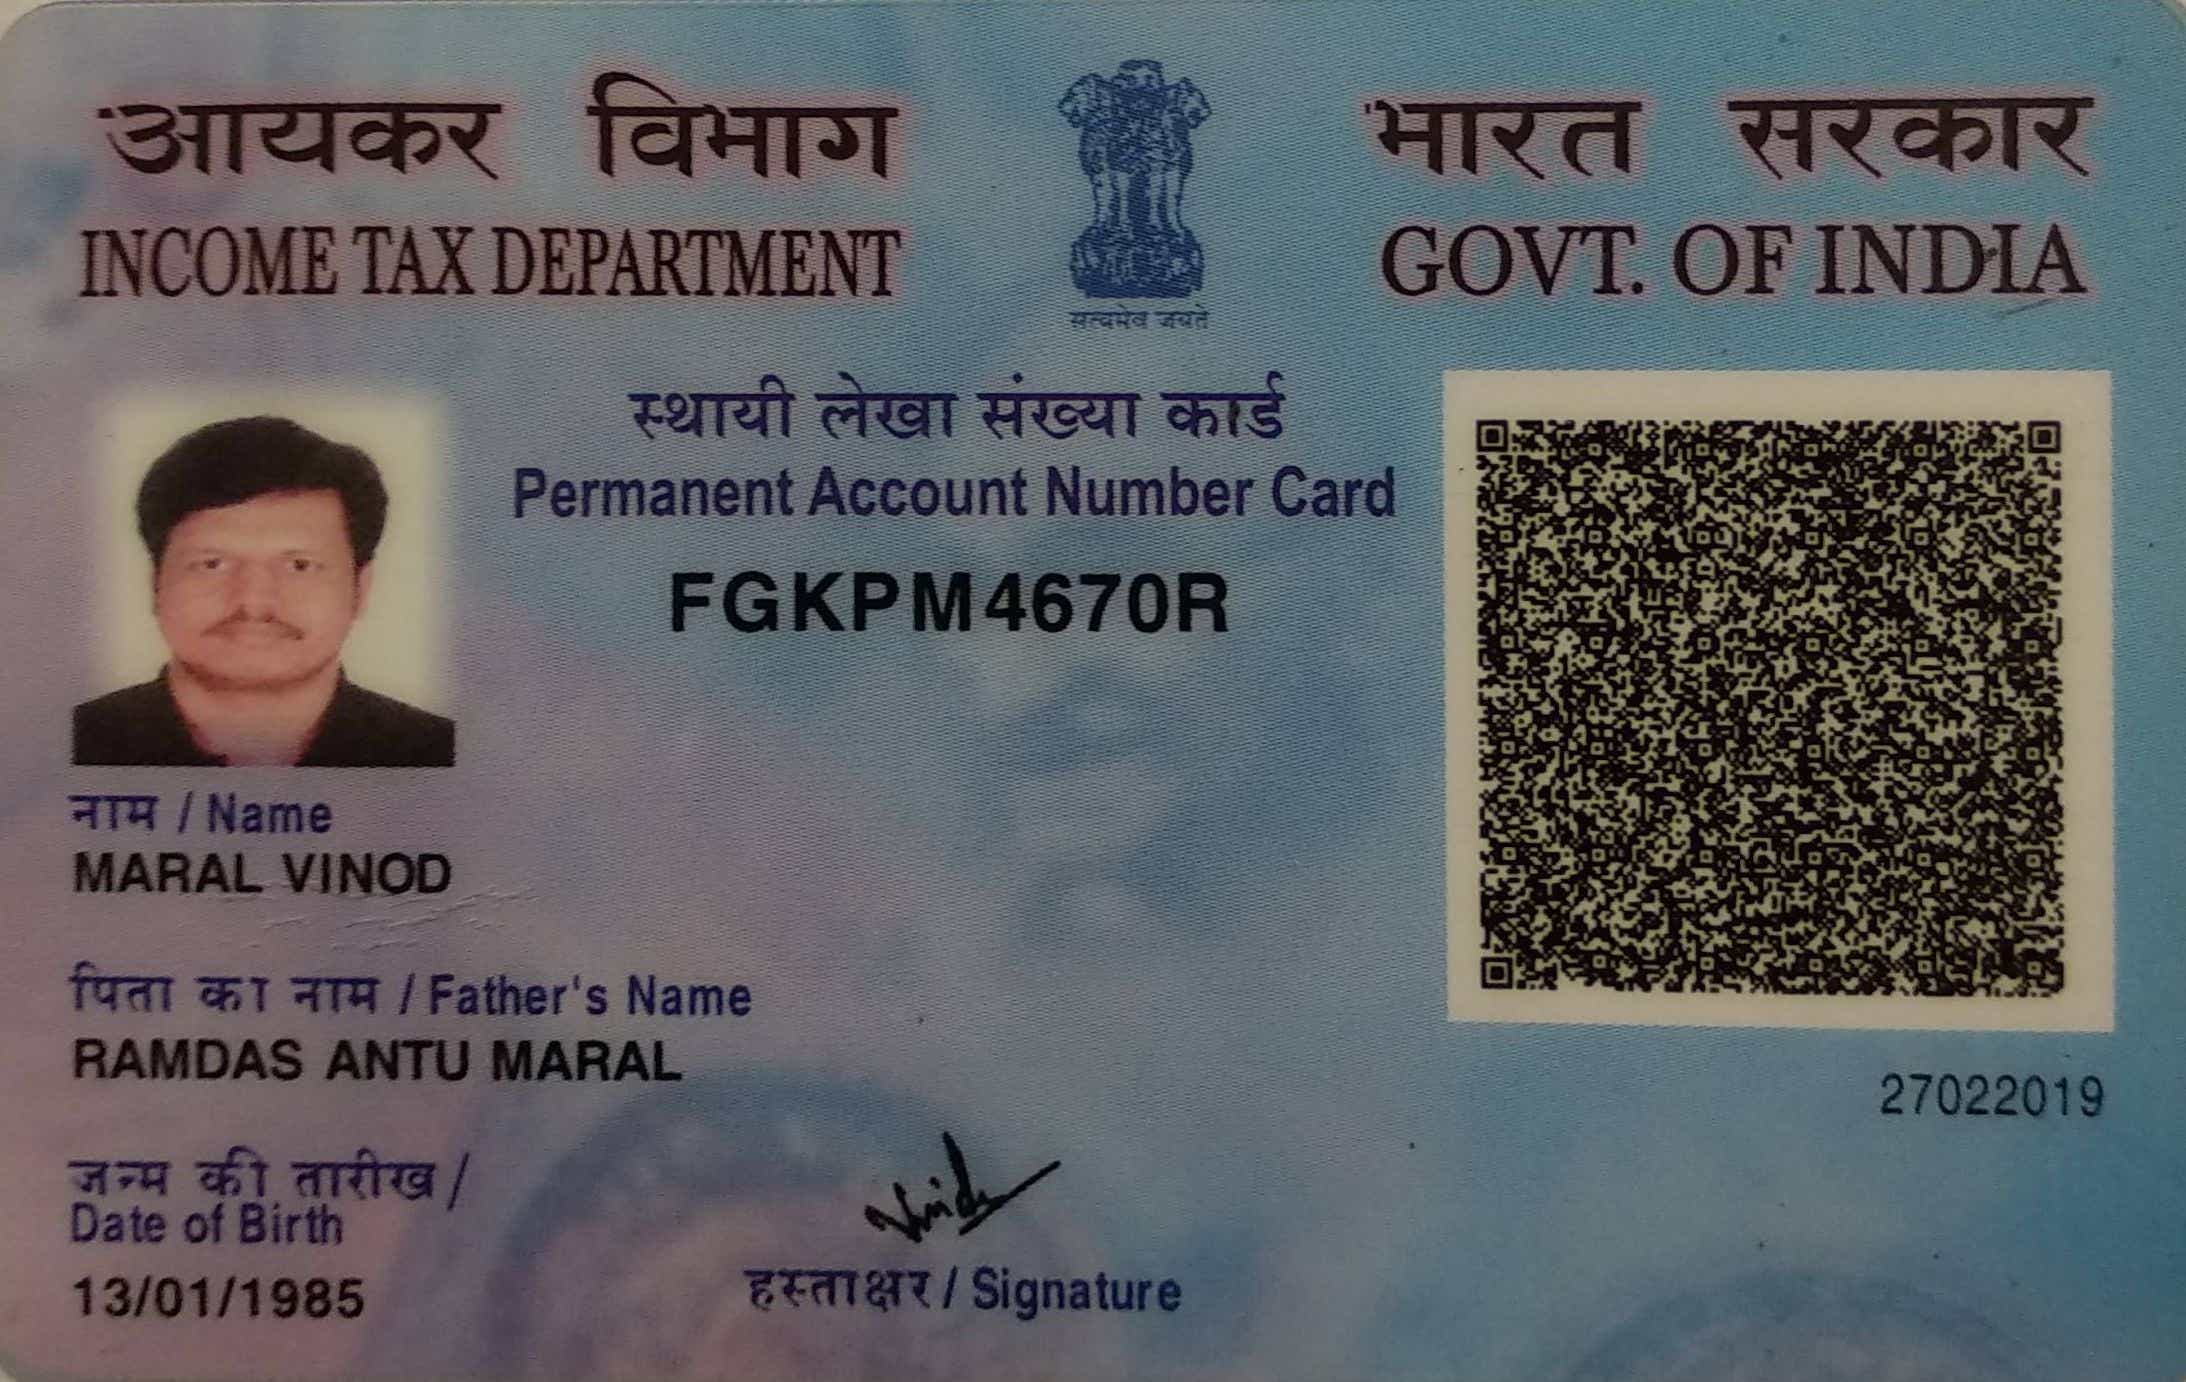 आयकर विभाग
INCOME TAX DEPARTMENT
सत्यमेव जयते
भारत सरकार
GOVT. OF INDIA
स्थायी लेखा संख्या कार्ड
Permanent Account Number Card
FGKPM4670R
नाम / Name
MARAL VINOD
पिता का नाम / Father's Name
RAMDAS ANTU MARAL
27022019
जन्म की तारीख /
Date of Birth
13/01/1985
Vinod
हस्ताक्षर / Signature